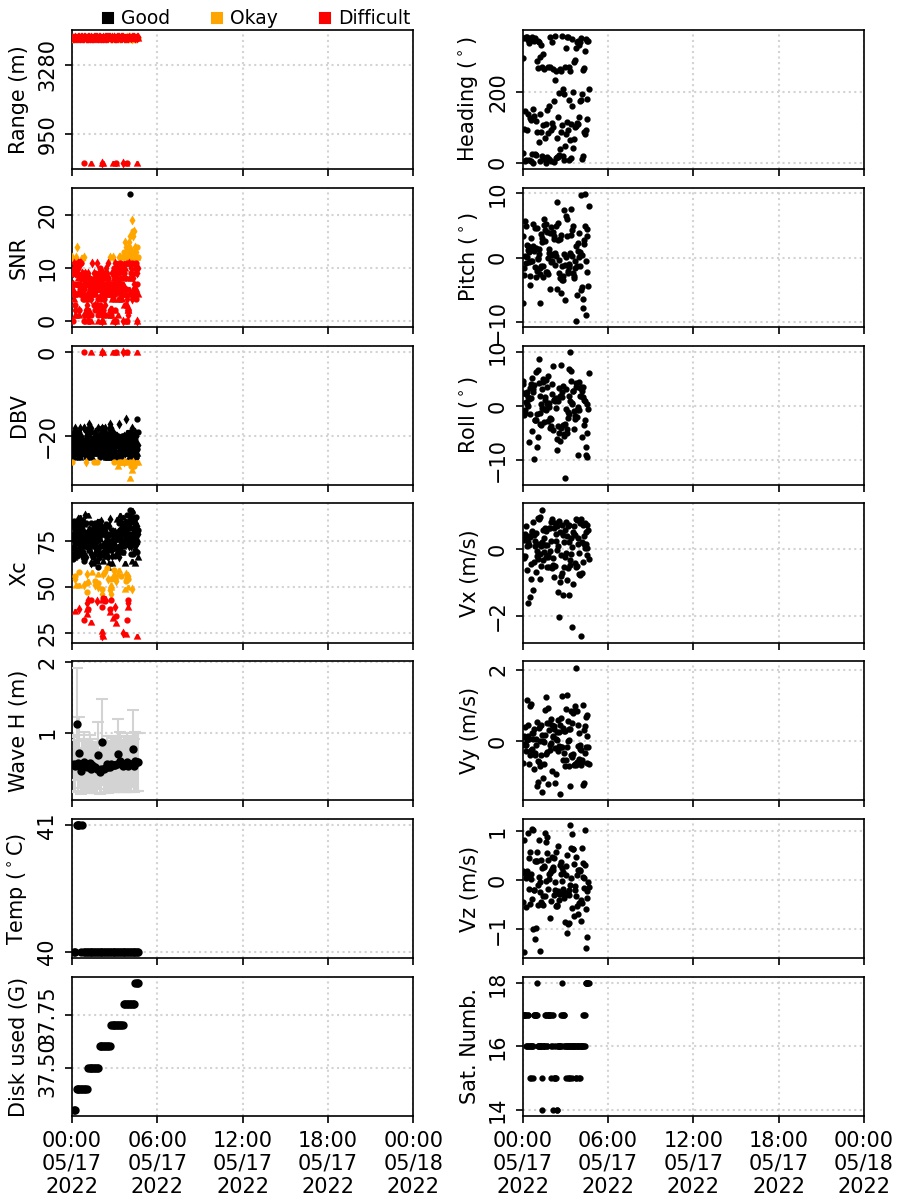 Good Okay Difficult
Range (m)
3280
950
Heading (°)
200
0
SNR
20
10
0
Pitch (°)
10
0
−10
DBV
0
−20
Roll (°)
10
0
−10
Xc
75
50
25
Vx (m/s)
0
−2
Wave H (m)
2
1
Vy (m/s)
2
0
Temp (°C)
41
40
Vz (m/s)
1
0
−1
Disk used (G)
37.75
37.50
Sat. Numb.
18
16
14
00:00 06:00 12:00 18:00 00:00 00:00 06:00 12:00 18:00 00:00
05/17 05/17 05/17 05/17 05/18 05/17 05/17 05/17 05/17 05/18
2022 2022 2022 2022 2022 2022 2022 2022 2022 2022